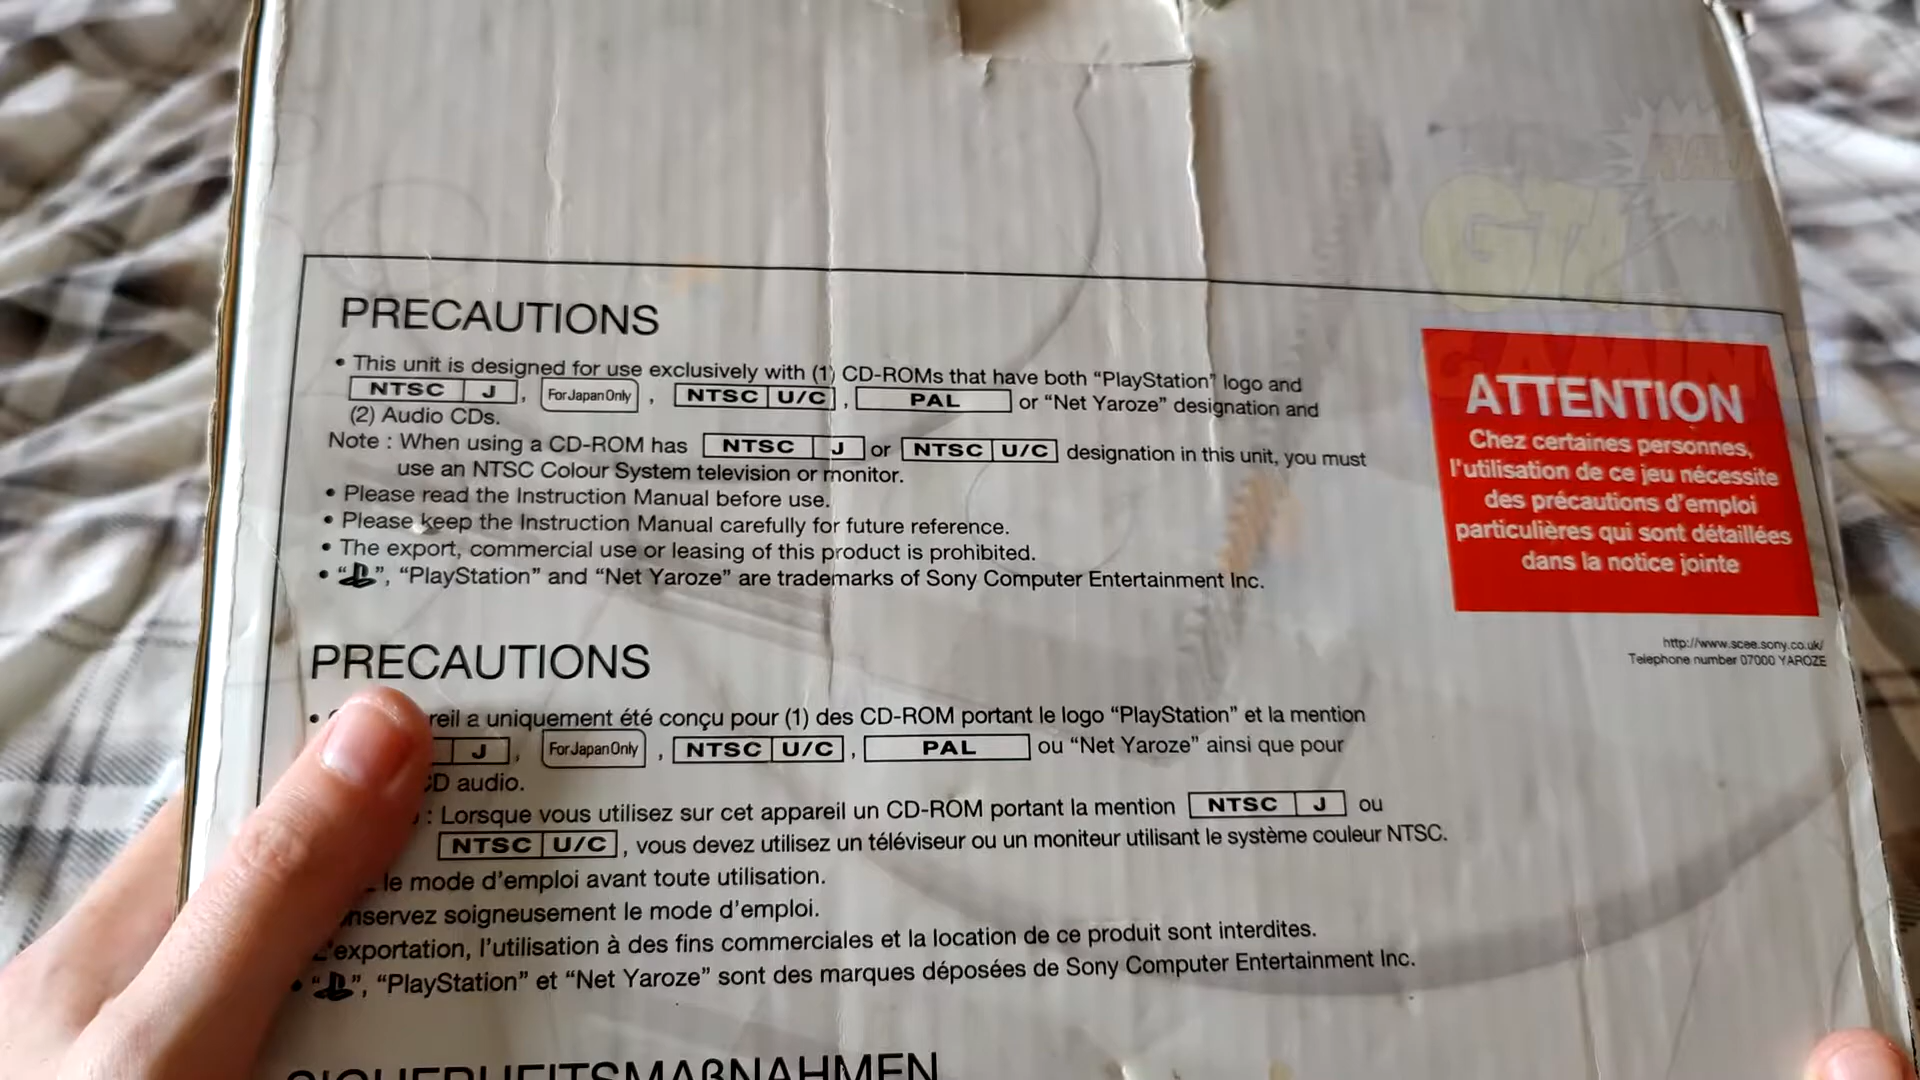 PRECAUTIONS
• This unit is designed for use exclusively with (1) CD-ROMs that have both “PlayStation” logo and
NTSC J , For Japan Only , NTSC U/C , PAL or “Net Yaroze” designation and
(2) Audio CDs.
Note : When using a CD-ROM has NTSC J or NTSC U/C designation in this unit, you must
use an NTSC Colour System television or monitor.
• Please read the Instruction Manual before use.
• Please keep the Instruction Manual carefully for future reference.
• The export, commercial use or leasing of this product is prohibited.
• “ ”, “PlayStation” and “Net Yaroze” are trademarks of Sony Computer Entertainment Inc.
ATTENTION
Chez certaines personnes,
l'utilisation de ce jeu nécessite
des précautions d'emploi
particulières qui sont détaillées
dans la notice jointe
http://www.scee.sony.co.uk/
Telephone number 07000 YAROZE
PRECAUTIONS
• a uniquement été conçu pour (1) des CD-ROM portant le logo “PlayStation” et la mention
J , For Japan Only , NTSC U/C , PAL ou “Net Yaroze” ainsi que pour
CD audio.
: Lorsque vous utilisez sur cet appareil un CD-ROM portant la mention NTSC J ou
NTSC U/C , vous devez utilisez un téléviseur ou un moniteur utilisant le système couleur NTSC.
le mode d'emploi avant toute utilisation.
soigneusement le mode d'emploi.
L'exportation, l'utilisation à des fins commerciales et la location de ce produit sont interdites.
• “ ”, “PlayStation” et “Net Yaroze” sont des marques déposées de Sony Computer Entertainment Inc.
SICHERHEITSMAßNAHMEN
GTA
GAMING